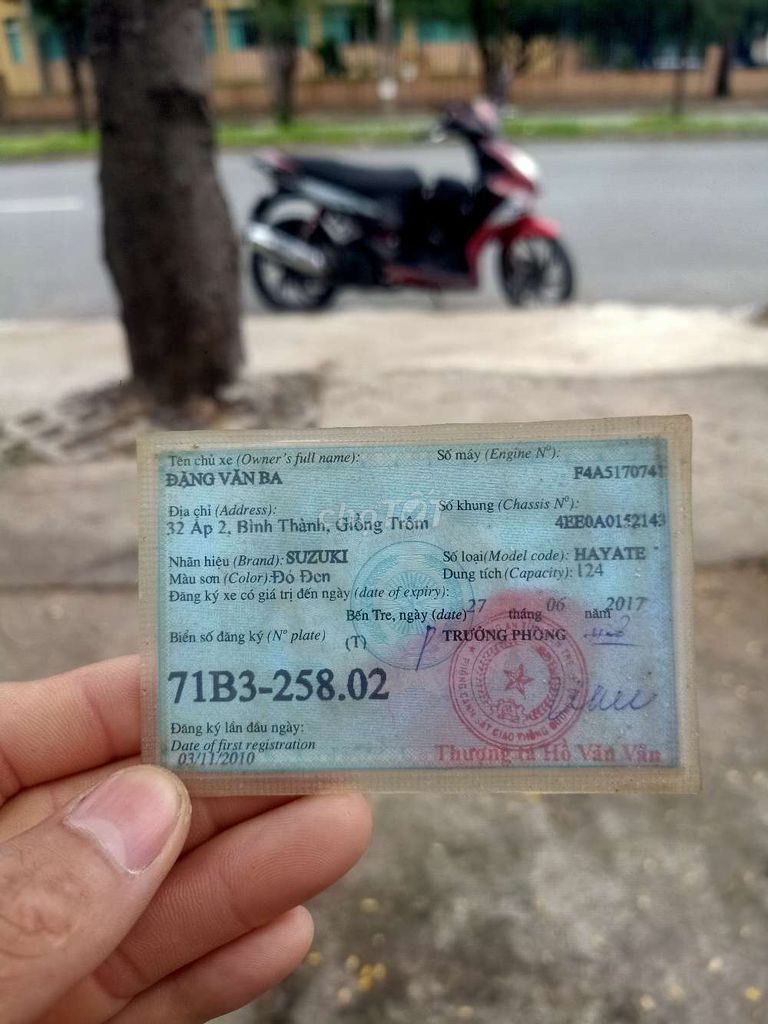 Tên chủ xe (Owner's full name):
ĐẶNG VĂN BA
Số máy (Engine Nº):
F4A5170741
Địa chỉ (Address):
32 Ấp 2, Bình Thành, Giồng Trôm
Số khung (Chassis Nº):
4EE0A0152143
choTỐT
Nhãn hiệu (Brand): SUZUKI
Số loại(Model code): HAYATE
Màu sơn (Color): Đỏ Đen
Dung tích (Capacity): 124
Đăng ký xe có giá trị đến ngày (date of expiry):
Bến Tre, ngày (date) 27 tháng 06 năm 2017
Biển số đăng ký (Nº plate) (T)
TRƯỞNG PHÒNG
71B3-258.02
Đăng ký lần đầu ngày:
Date of first registration
03/11/2010
Thượng tá Hồ Văn Vân